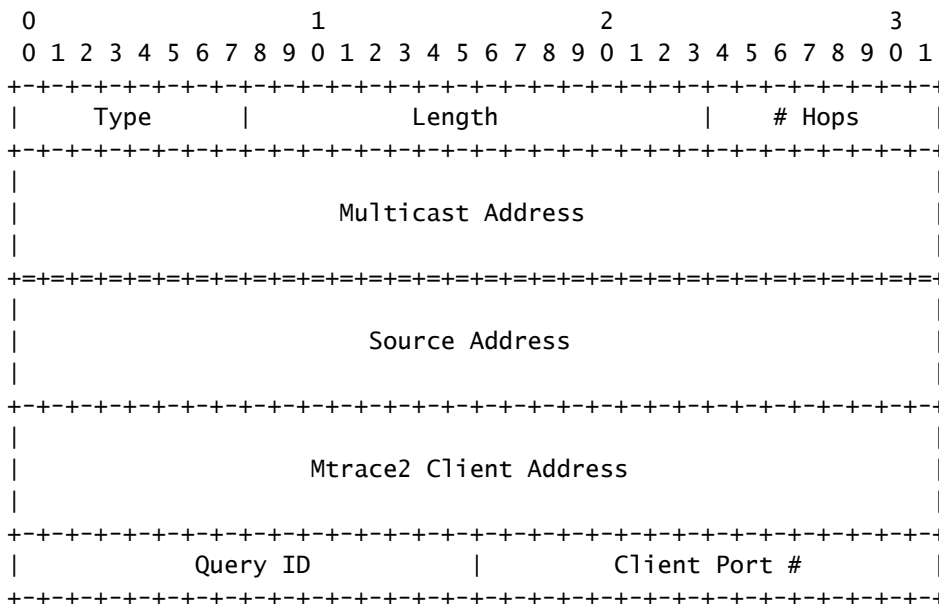 0                   1                   2                   3
 0 1 2 3 4 5 6 7 8 9 0 1 2 3 4 5 6 7 8 9 0 1 2 3 4 5 6 7 8 9 0 1
+-+-+-+-+-+-+-+-+-+-+-+-+-+-+-+-+-+-+-+-+-+-+-+-+-+-+-+-+-+-+-+-+
|     Type      |           Length              |    # Hops     |
+-+-+-+-+-+-+-+-+-+-+-+-+-+-+-+-+-+-+-+-+-+-+-+-+-+-+-+-+-+-+-+-+
|                                                               |
|                      Multicast Address                        |
|                                                               |
+=+=+=+=+=+=+=+=+=+=+=+=+=+=+=+=+=+=+=+=+=+=+=+=+=+=+=+=+=+=+=+=+
|                                                               |
|                        Source Address                         |
|                                                               |
+-+-+-+-+-+-+-+-+-+-+-+-+-+-+-+-+-+-+-+-+-+-+-+-+-+-+-+-+-+-+-+-+
|                                                               |
|                    Mtrace2 Client Address                     |
|                                                               |
+-+-+-+-+-+-+-+-+-+-+-+-+-+-+-+-+-+-+-+-+-+-+-+-+-+-+-+-+-+-+-+-+
|            Query ID           |         Client Port #         |
+-+-+-+-+-+-+-+-+-+-+-+-+-+-+-+-+-+-+-+-+-+-+-+-+-+-+-+-+-+-+-+-+